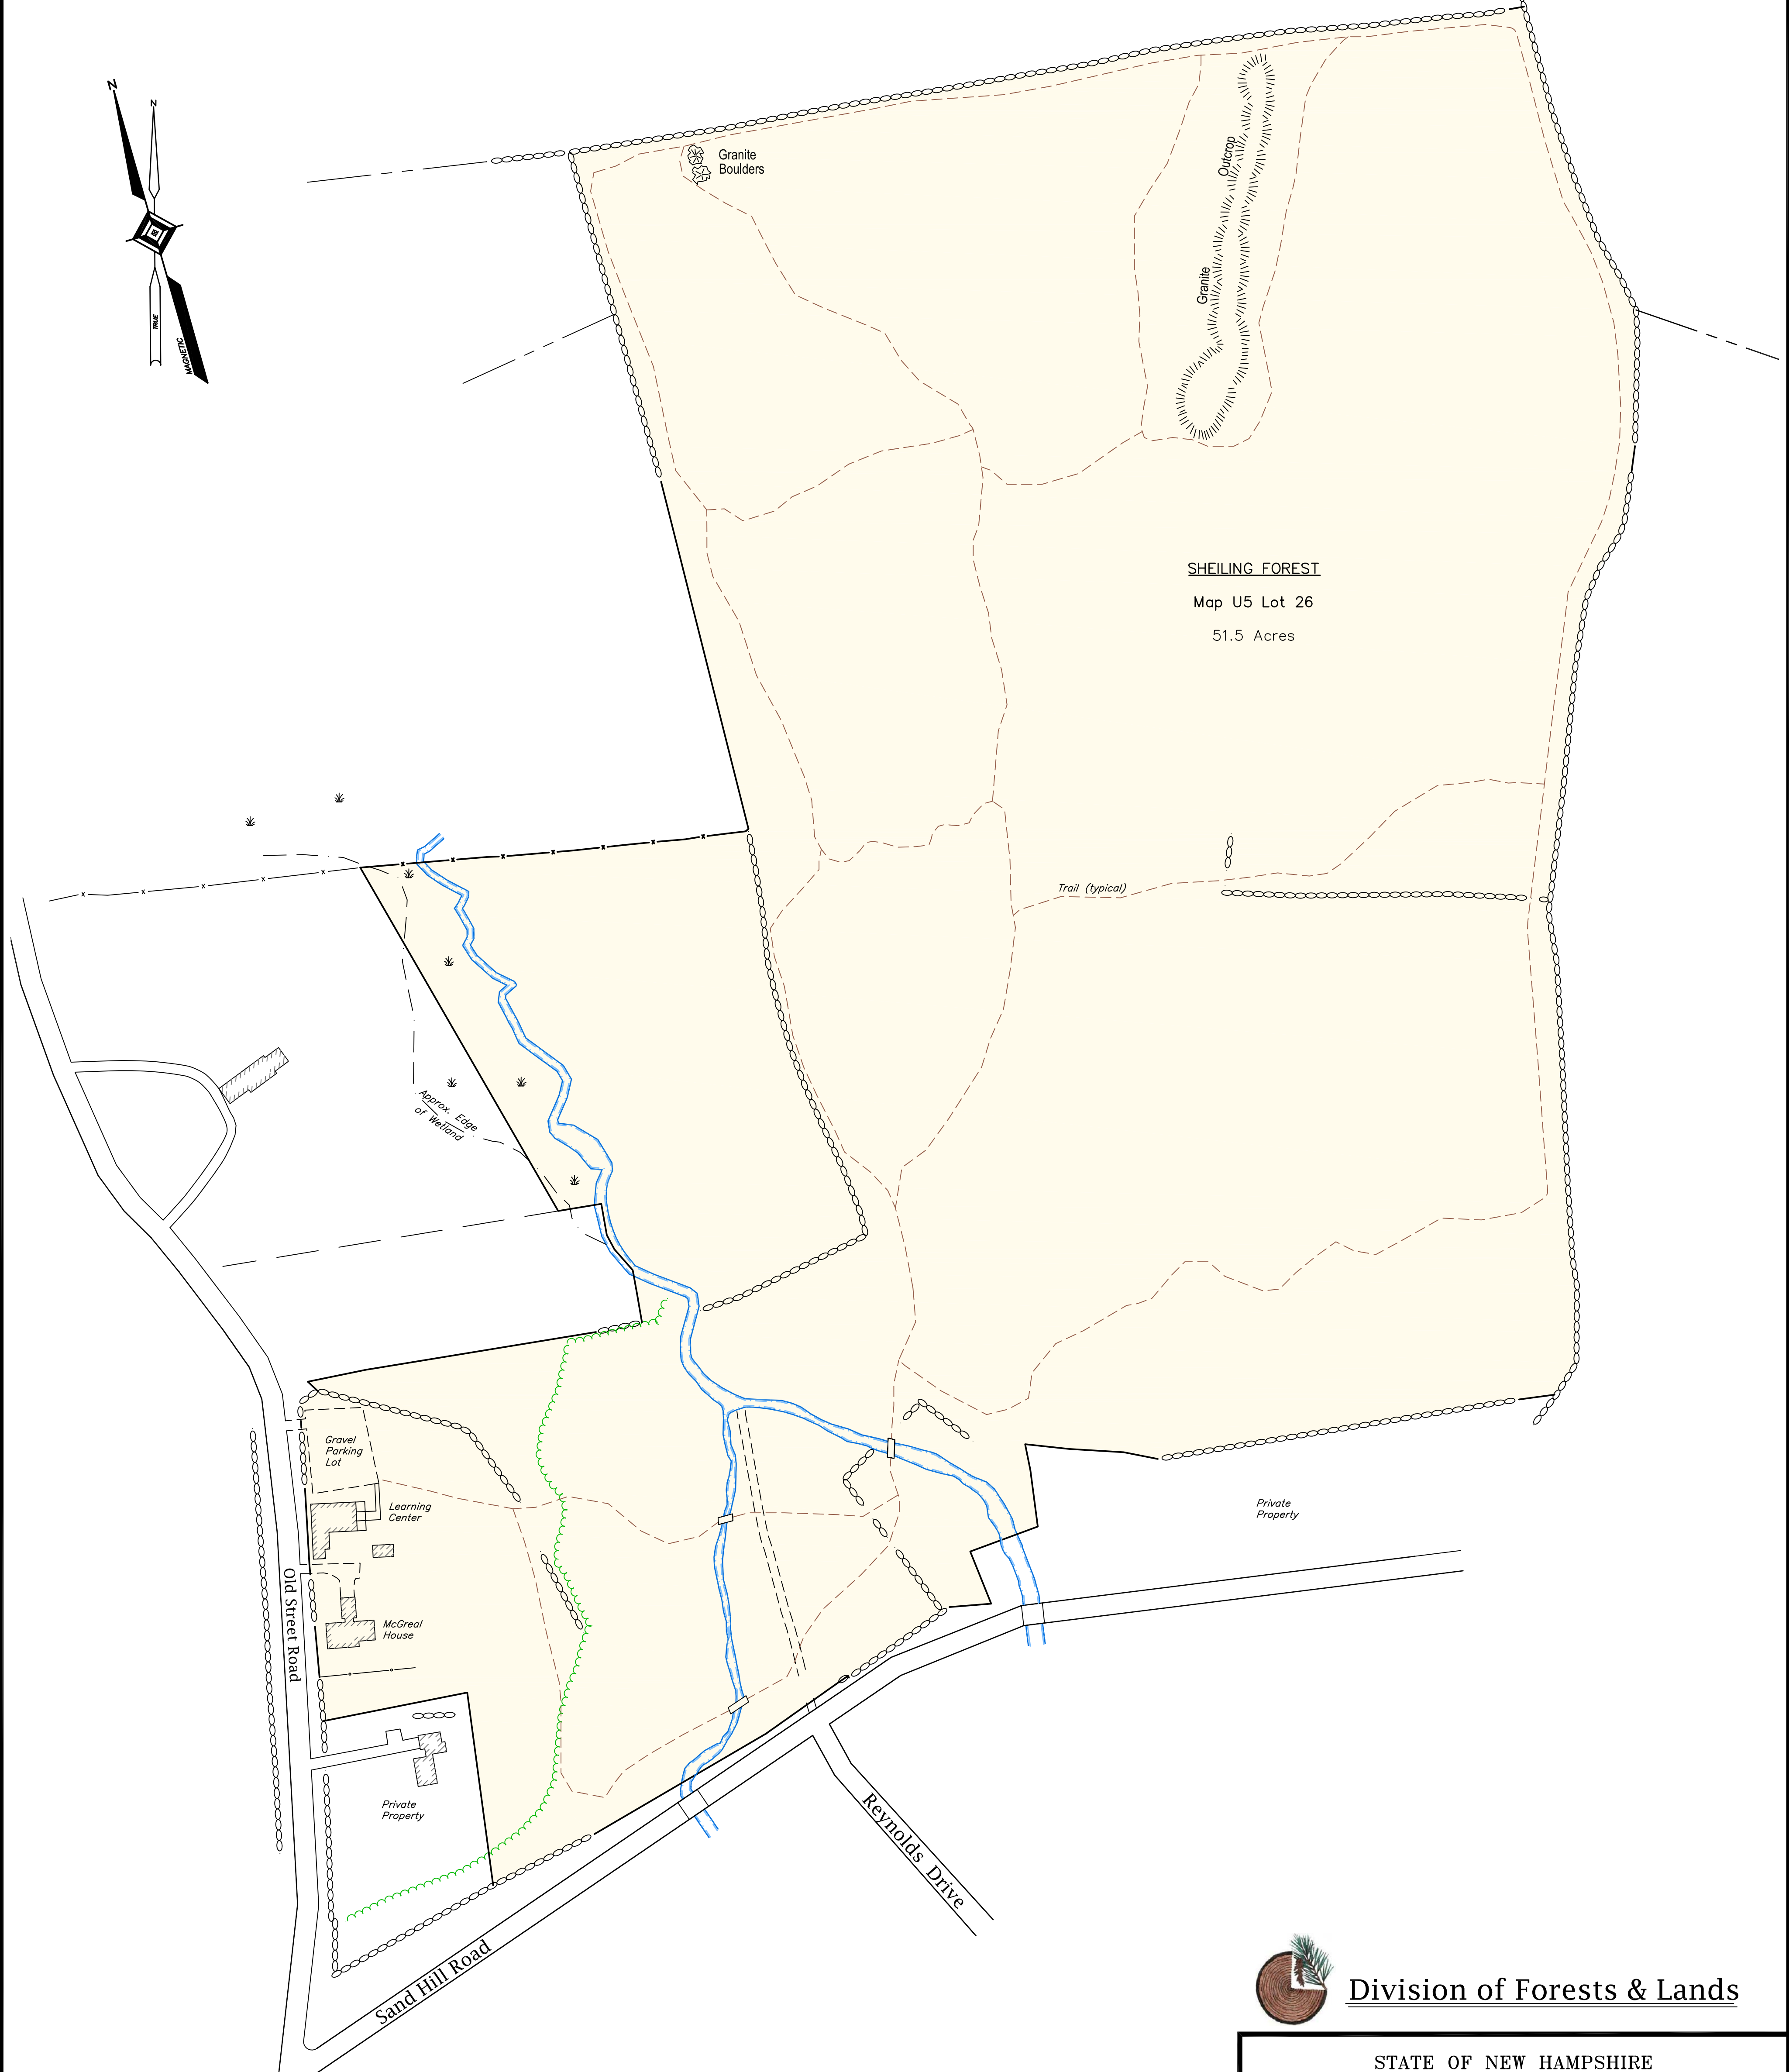 N
N
TRUE
MAGNETIC
Granite
Boulders
Granite Outcrop
SHEILING FOREST
Map U5 Lot 26
51.5 Acres
Trail (typical)
Approx. Edge
of Wetland
Gravel
Parking
Lot
Learning
Center
McGreal
House
Old Street Road
Private
Property
Private
Property
Reynolds Drive
Sand Hill Road
Division of Forests & Lands
STATE OF NEW HAMPSHIRE